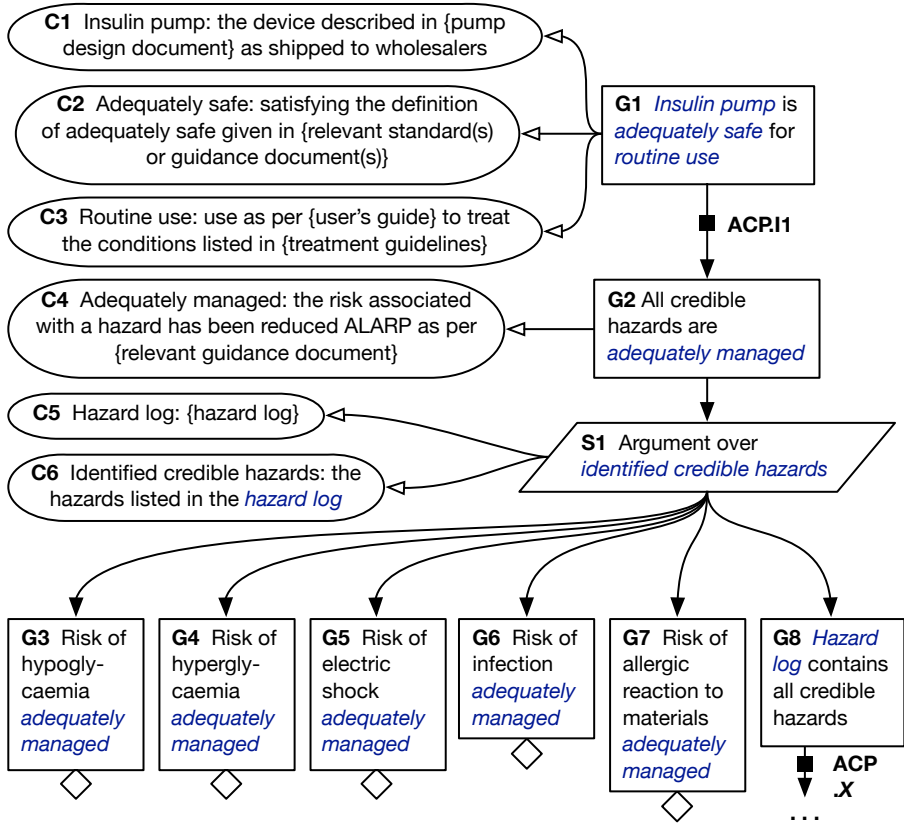 C1 Insulin pump: the device described in {pump
design document} as shipped to wholesalers
C2 Adequately safe: satisfying the definition
of adequately safe given in {relevant standard(s)
or guidance document(s)}
G1 Insulin pump is
adequately safe for
routine use
C3 Routine use: use as per {user's guide} to treat
the conditions listed in {treatment guidelines}
ACP.I1
C4 Adequately managed: the risk associated
with a hazard has been reduced ALARP as per
{relevant guidance document}
G2 All credible
hazards are
adequately managed
C5 Hazard log: {hazard log}
S1 Argument over
identified credible hazards
C6 Identified credible hazards: the
hazards listed in the hazard log
G3 Risk of
hypogly-
caemia
adequately
managed
G4 Risk of
hypergly-
caemia
adequately
managed
G5 Risk of
electric
shock
adequately
managed
G6 Risk of
infection
adequately
managed
G7 Risk of
allergic
reaction to
materials
adequately
managed
G8 Hazard
log contains
all credible
hazards
ACP
.X
...